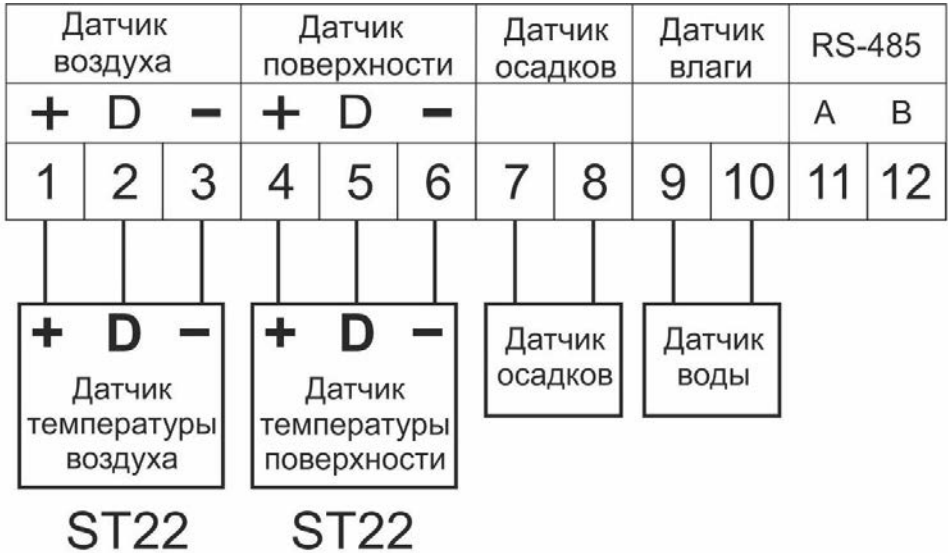 Датчик воздуха Датчик поверхности Датчик осадков Датчик влаги RS-485
+ D - + D - A B
1 2 3 4 5 6 7 8 9 10 11 12
+ D -
Датчик
температуры
воздуха
ST22
+ D -
Датчик
температуры
поверхности
ST22
Датчик
осадков
Датчик
воды